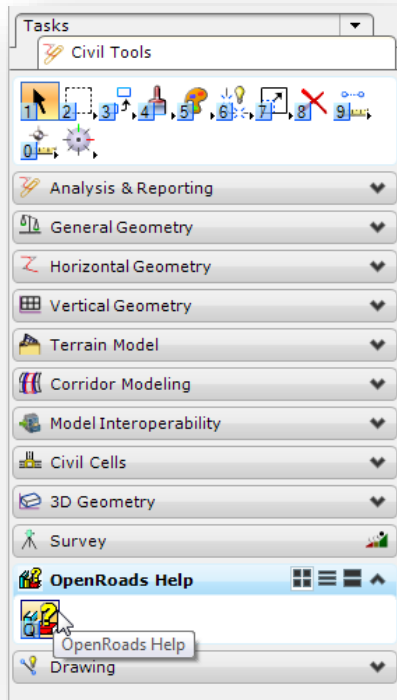 Tasks
Civil Tools
1 2 3 4 5 6 7 8 9
0
Analysis & Reporting
General Geometry
Horizontal Geometry
Vertical Geometry
Terrain Model
Corridor Modeling
Model Interoperability
Civil Cells
3D Geometry
Survey
OpenRoads Help
Q
OpenRoads Help
Drawing